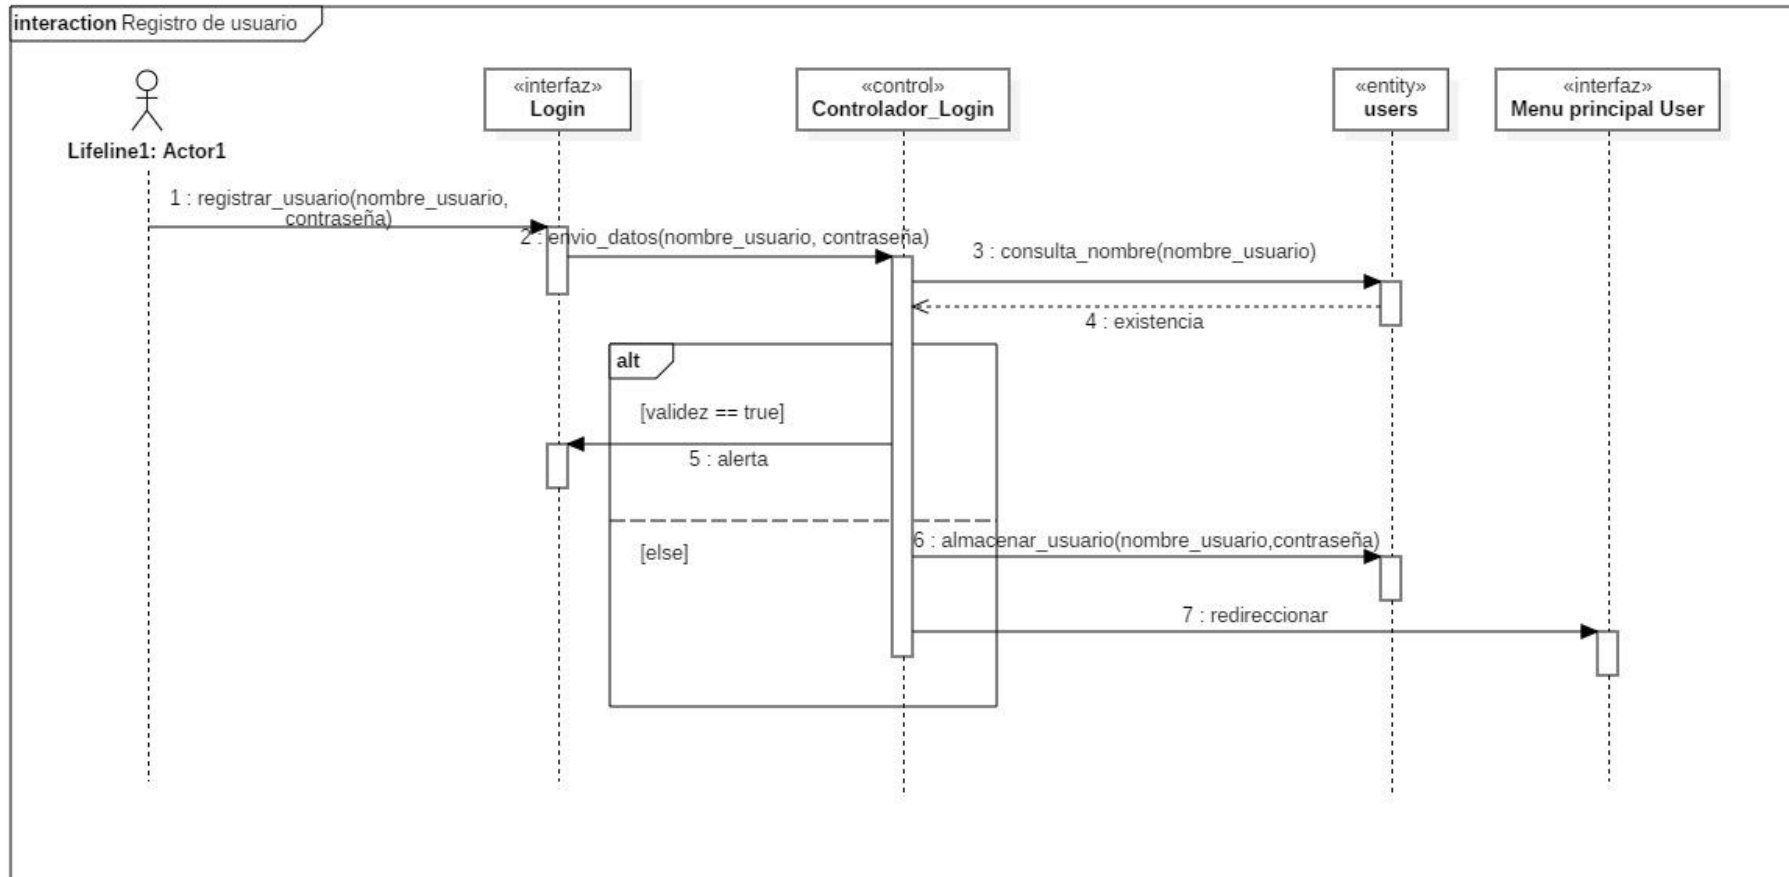 interaction Registro de usuario
«interfaz»
Login
«control»
Controlador_Login
«entity»
users
«interfaz»
Menu principal User
Lifeline1: Actor1
1 : registrar_usuario(nombre_usuario,
contraseña)
2 : envio_datos(nombre_usuario, contraseña)
3 : consulta_nombre(nombre_usuario)
4 : existencia
alt
[validez == true]
5 : alerta
6 : almacenar_usuario(nombre_usuario,contraseña)
[else]
7 : redireccionar